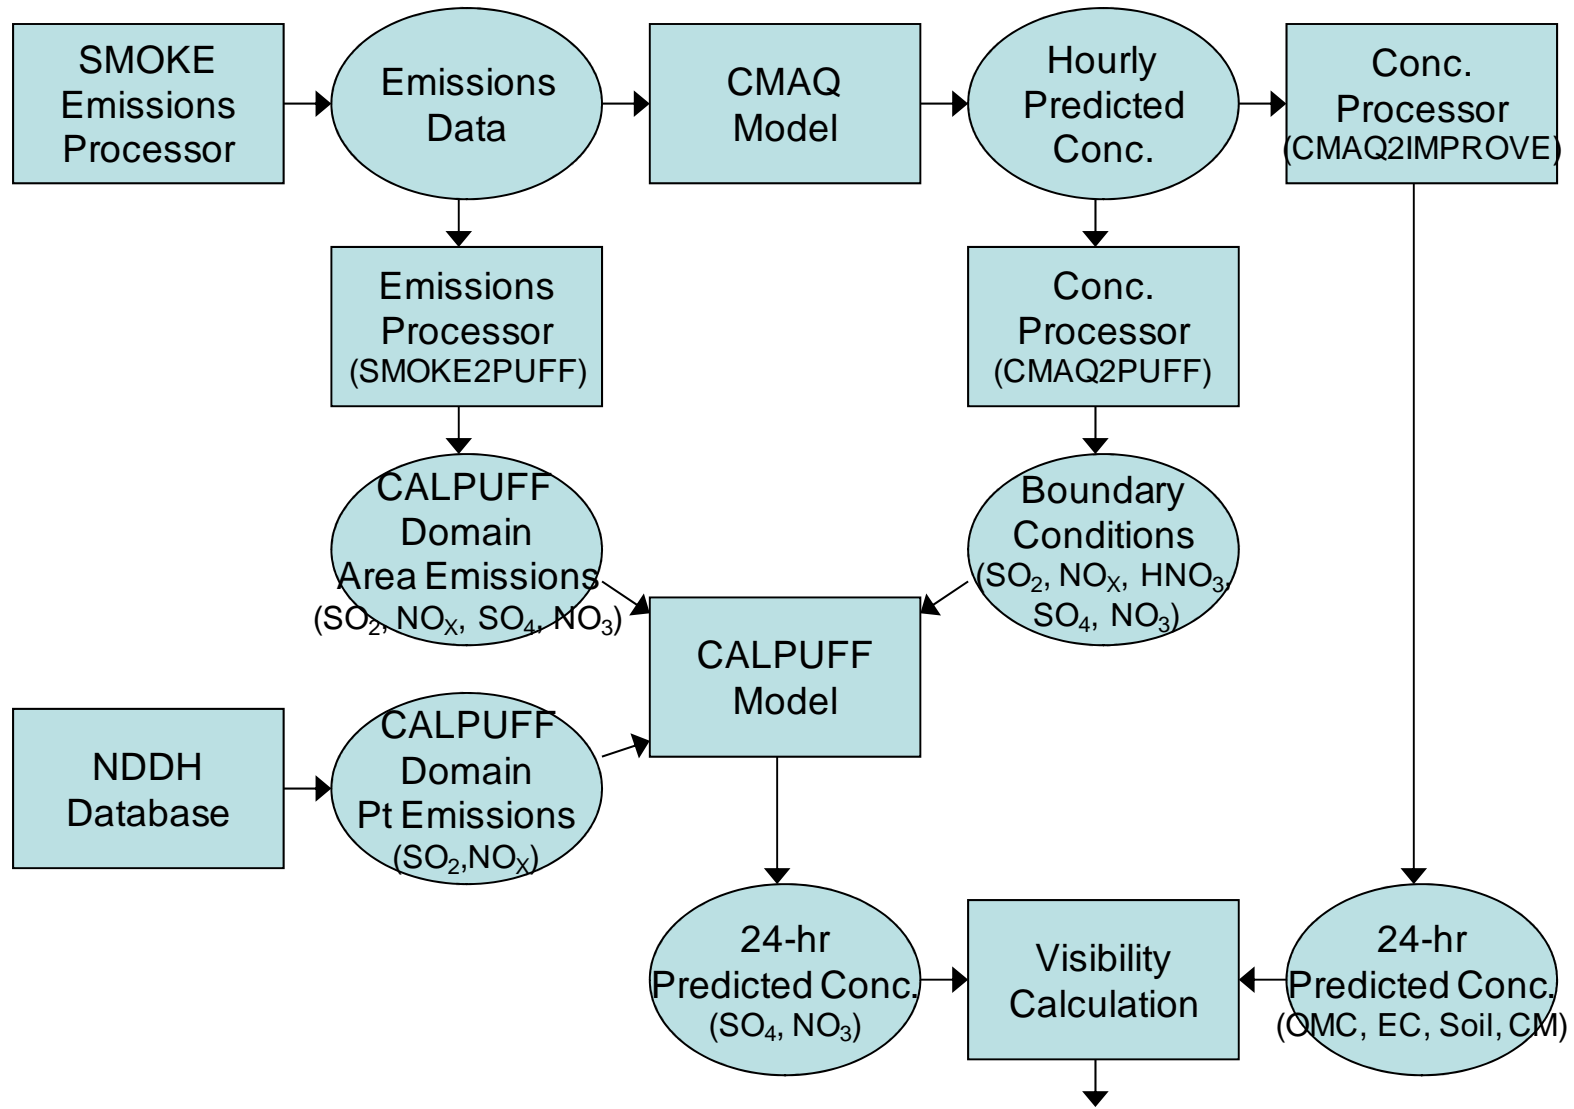 SMOKE
Emissions
Processor
Emissions
Data
CMAQ
Model
Hourly
Predicted
Conc.
Conc.
Processor
(CMAQ2IMPROVE)
Emissions
Processor
(SMOKE2PUFF)
Conc.
Processor
(CMAQ2PUFF)
CALPUFF
Domain
Area Emissions
(SO₂, NOₓ, SO₄, NO₃)
Boundary
Conditions
(SO₂, NOₓ, HNO₃,
SO₄, NO₃)
CALPUFF
Model
NDDH
Database
CALPUFF
Domain
Pt Emissions
(SO₂,NOₓ)
24-hr
Predicted Conc.
(SO₄, NO₃)
Visibility
Calculation
24-hr
Predicted Conc.
(OMC, EC, Soil, CM)